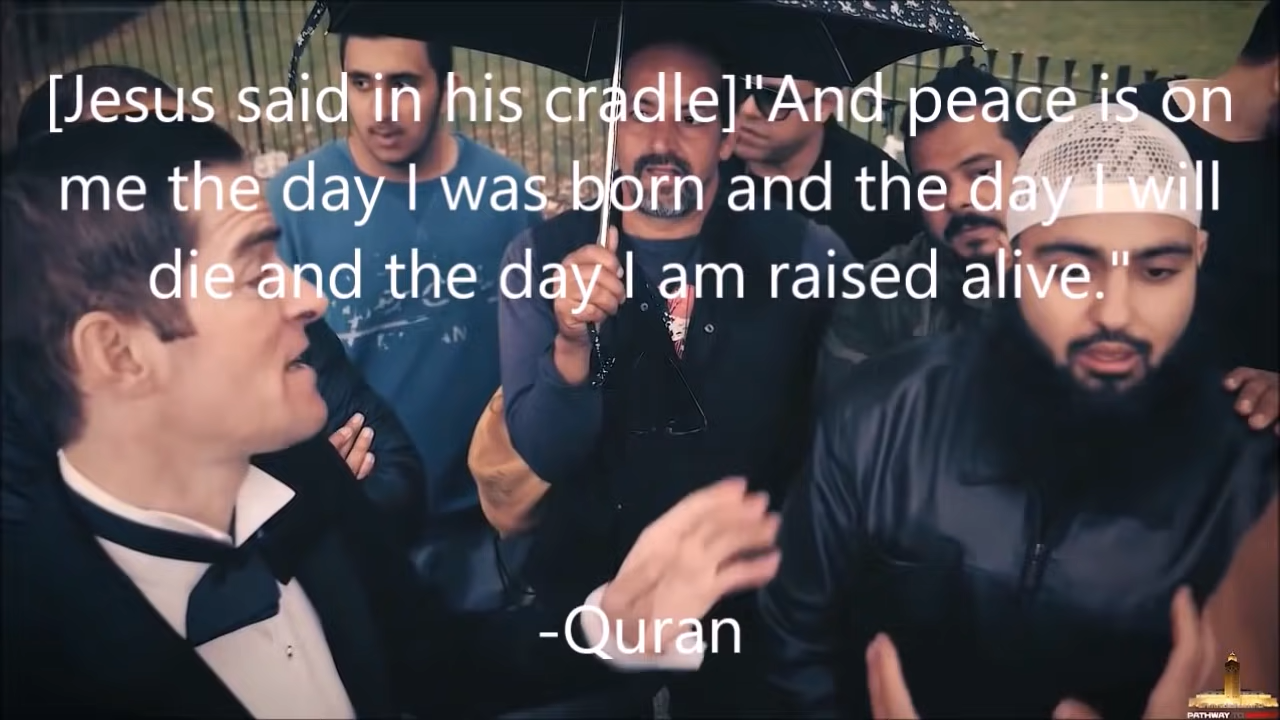 [Jesus said in his cradle]"And peace is on
me the day I was born and the day I will
die and the day I am raised alive."
-Quran
PATHWAY TO